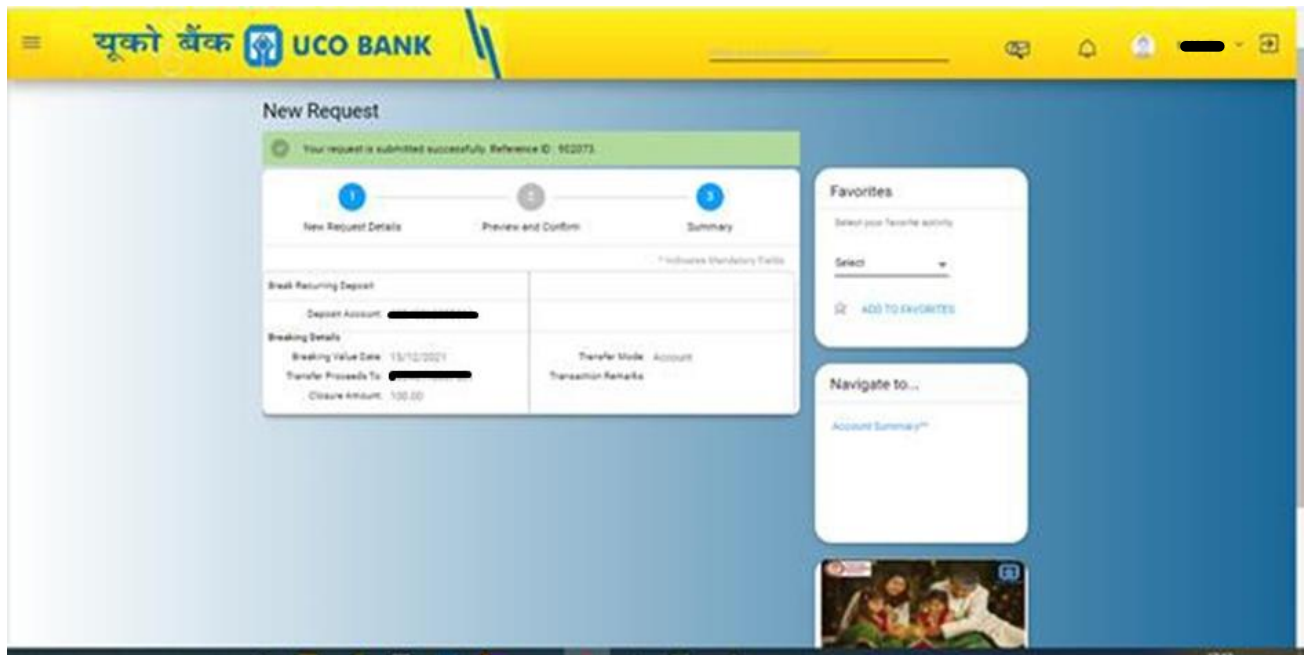 यूको बैंक UCO BANK
New Request
Your request is submitted successfully. Reference ID : 902073
1 2 3
New Request Details Preview and Confirm Summary
* Indicates Mandatory Fields
Break Recurring Deposit
Deposit Account
Breaking Details
Breaking Value Date 15/12/2021 Transfer Mode Account
Transfer Proceeds To Transaction Remarks
Closure Amount 100.00
Favorites
Select your favorite activity
Select
ADD TO FAVORITES
Navigate to...
Account Summary**